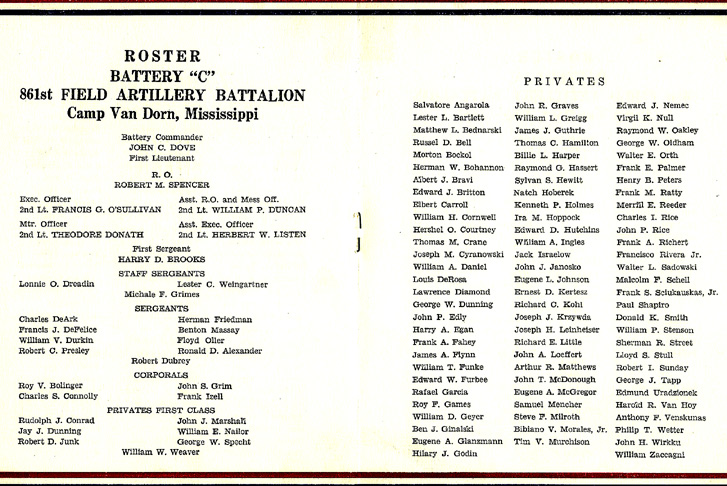 ROSTER
BATTERY "C"
861st FIELD ARTILLERY BATTALION
Camp Van Dorn, Mississippi
Battery Commander
JOHN C. DOVE
First Lieutenant
R. O.
ROBERT M. SPENCER
Exec. Officer
2nd Lt. FRANCIS G. O'SULLIVAN
Asst. R.O. and Mess Off.
2nd Lt. WILLIAM P. DUNCAN
Mtr. Officer
2nd Lt. THEODORE DONATH
Asst. Exec. Officer
2nd Lt. HERBERT W. LISTEN
First Sergeant
HARRY D. BROOKS
STAFF SERGEANTS
Lonnie O. Dreadin
Lester C. Weingartner
Michale F. Grimes
SERGEANTS
Charles DeArk
Francis J. DeFelice
William V. Durkin
Robert C. Presley
Herman Friedman
Benton Massay
Floyd Oller
Ronald D. Alexander
Robert Dubrey
CORPORALS
Roy V. Bolinger
Charles S. Connolly
John S. Grim
Frank Izell
PRIVATES FIRST CLASS
Rudolph J. Conrad
Jay J. Dunning
Robert D. Junk
John J. Marshall
William E. Nailor
George W. Specht
William W. Weaver
PRIVATES
Salvatore Angarola
Lester L. Bartlett
Matthew L. Bednarski
Russel D. Bell
Morton Bockol
Herman W. Bohannon
Albert J. Bravi
Edward J. Britton
Elbert Carroll
William H. Cornwell
Hershel O. Courtney
Thomas M. Crane
Joseph M. Cyranowski
William A. Daniel
Louis DeRosa
Lawrence Diamond
George W. Dunning
John P. Edly
Harry A. Egan
Frank A. Fahey
James A. Flynn
William T. Funke
Edward W. Furbee
Rafael Garcia
Roy F. Games
William D. Geyer
Ben J. Ginalski
Eugene A. Glanzmann
Hilary J. Godin
John R. Graves
William L. Greigg
James J. Guthrie
Thomas C. Hamilton
Billie L. Harper
Raymond G. Hassert
Sylvan S. Hewitt
Natch Hoberek
Kenneth P. Holmes
Ira M. Hoppock
Edward D. Hutchins
William A. Ingles
Jack Israelow
John J. Janosko
Eugene L. Johnson
Ernest D. Kertesz
Richard C. Kohl
Joseph J. Krzywda
Joseph H. Leinheiser
Richard E. Little
John A. Loeffert
Arthur R. Matthews
John T. McDonough
Eugene A. McGregor
Samuel Mencher
Steve F. Milroth
Bibiano V. Morales, Jr.
Tim V. Murchison
Edward J. Nemec
Virgil K. Null
Raymond W. Oakley
George W. Oldham
Walter E. Orth
Frank E. Palmer
Henry B. Peters
Frank M. Ratty
Merrill E. Reeder
Charles I. Rice
John P. Rice
Frank A. Richert
Francisco Rivera Jr.
Walter L. Sadowski
Malcolm F. Schell
Frank S. Sciukauskas, Jr.
Paul Shapiro
Donald K. Smith
William P. Stenson
Sherman R. Street
Lloyd S. Stull
Robert I. Sunday
George J. Tapp
Edmund Uradzionek
Harold R. Van Hoy
Anthony F. Venskunas
Philip T. Wetter
John H. Wirkku
William Zaccagni